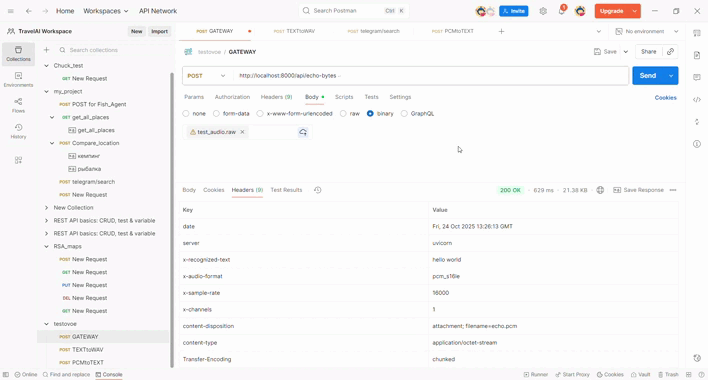 Home Workspaces API Network
Search Postman Ctrl K
Invite
Upgrade
TravelAI Workspace
New Import
GATEWAY
TEXTtoWAV
telegram/search
PCMtoTEXT
No environment
Collections
Environments
Flows
History
Search collections
Chuck_test
GET New Request
my_project
POST POST for Fish_Agent
GET get_all_places
get_all_places
POST Compare_location
кемпинг
рыбалка
POST telegram/search
POST New Request
New Collection
REST API basics: CRUD, test & variable
REST API basics: CRUD, test & variable
RSA_maps
POST New Request
GET New Request
PUT New Request
DEL New Request
GET New Request
testovoe
POST GATEWAY
POST TEXTtoWAV
POST PCMtoTEXT
testovoe / GATEWAY
Save Share
POST http://localhost:8000/api/echo-bytes
Send
Params Authorization Headers (9) Body Scripts Tests Settings
Cookies
none form-data x-www-form-urlencoded raw binary GraphQL
test_audio.raw
Body Cookies Headers (9) Test Results
200 OK 629 ms 21.38 KB Save Response
Key Value
date Fri, 24 Oct 2025 13:26:13 GMT
server uvicorn
x-recognized-text hello world
x-audio-format pcm_s16le
x-sample-rate 16000
x-channels 1
content-disposition attachment; filename=echo.pcm
content-type application/octet-stream
Transfer-Encoding chunked
Online Find and replace Console
Runner Start Proxy Cookies Vault Trash